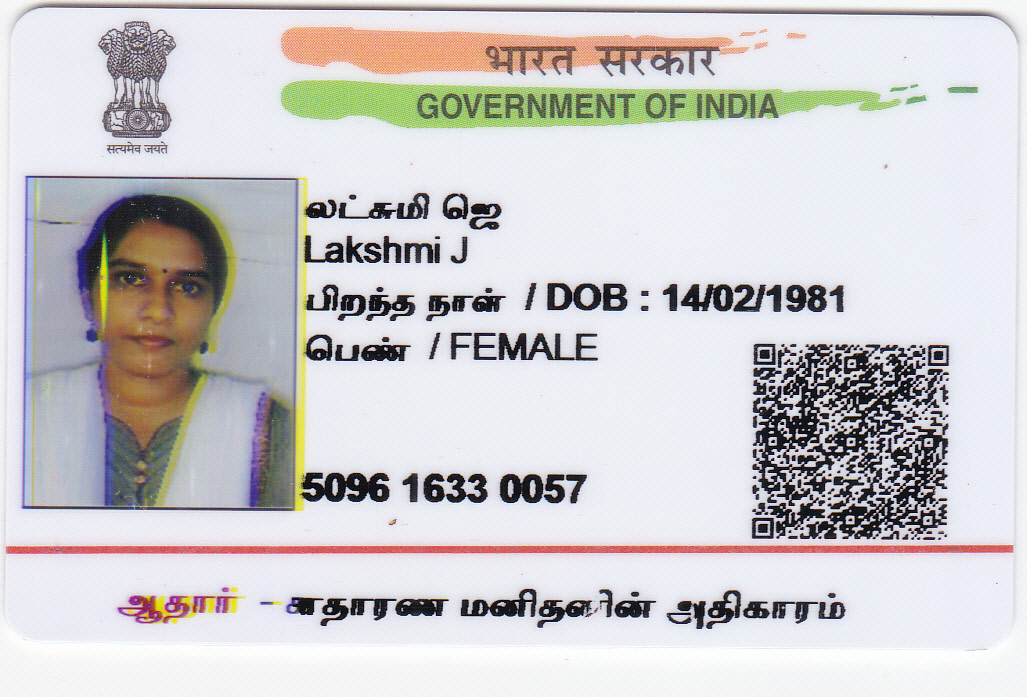 भारत सरकार
GOVERNMENT OF INDIA
सत्यमेव जयते
லட்சுமி ஜெ
Lakshmi J
பிறந்த நாள் / DOB : 14/02/1981
பெண் / FEMALE
5096 1633 0057
ஆதார் - சாதாரண மனிதனின் அதிகாரம்